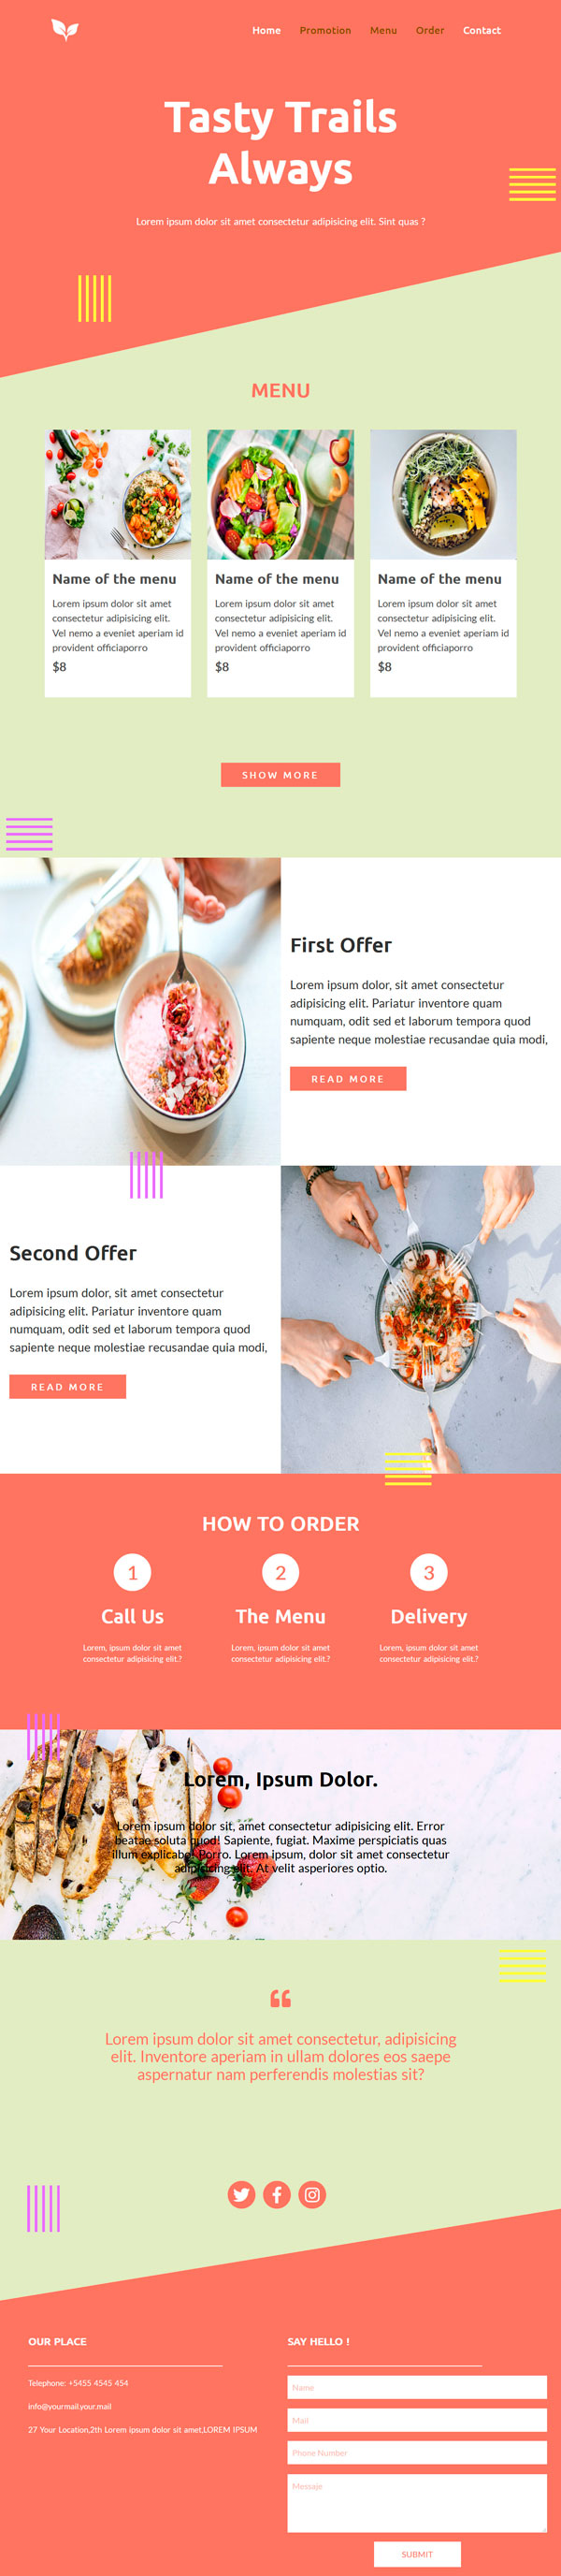 Home Promotion Menu Order Contact
Tasty Trails
Always
Lorem ipsum dolor sit amet consectetur adipisicing elit. Sint quas ?
MENU
Name of the menu
Lorem ipsum dolor sit amet
consectetur adipisicing elit.
Vel nemo a eveniet aperiam id
provident officiaporro
$8
Name of the menu
Lorem ipsum dolor sit amet
consectetur adipisicing elit.
Vel nemo a eveniet aperiam id
provident officiaporro
$8
Name of the menu
Lorem ipsum dolor sit amet
consectetur adipisicing elit.
Vel nemo a eveniet aperiam id
provident officiaporro
$8
SHOW MORE
First Offer
Lorem ipsum dolor, sit amet consectetur
adipisicing elit. Pariatur inventore quam
numquam, odit sed et laborum tempora quod
sapiente neque molestiae recusandae quia modi,
READ MORE
Second Offer
Lorem ipsum dolor, sit amet consectetur
adipisicing elit. Pariatur inventore quam
numquam, odit sed et laborum tempora quod
sapiente neque molestiae recusandae quia modi,
READ MORE
HOW TO ORDER
1
Call Us
Lorem, ipsum dolor sit amet
consectetur adipisicing elit.?
2
The Menu
Lorem, ipsum dolor sit amet
consectetur adipisicing elit.?
3
Delivery
Lorem, ipsum dolor sit amet
consectetur adipisicing elit.?
Lorem, Ipsum Dolor.
Lorem ipsum dolor sit, amet consectetur adipisicing elit. Error
beatae soluta quod! Sapiente, fugiat. Maxime perspiciatis quas
illum explicabo! Porro. Lorem ipsum, dolor sit amet consectetur
adipisicing elit. At velit asperiores optio.
“
Lorem ipsum dolor sit amet consectetur, adipisicing
elit. Inventore aperiam in ullam dolores eos saepe
aspernatur nam perferendis molestias sit?
OUR PLACE
Telephone: +5455 4545 454
info@yourmail.your.mail
27 Your Location,2th Lorem ipsum dolor sit amet,LOREM IPSUM
SAY HELLO !
Name
Mail
Phone Number
Messaje
SUBMIT